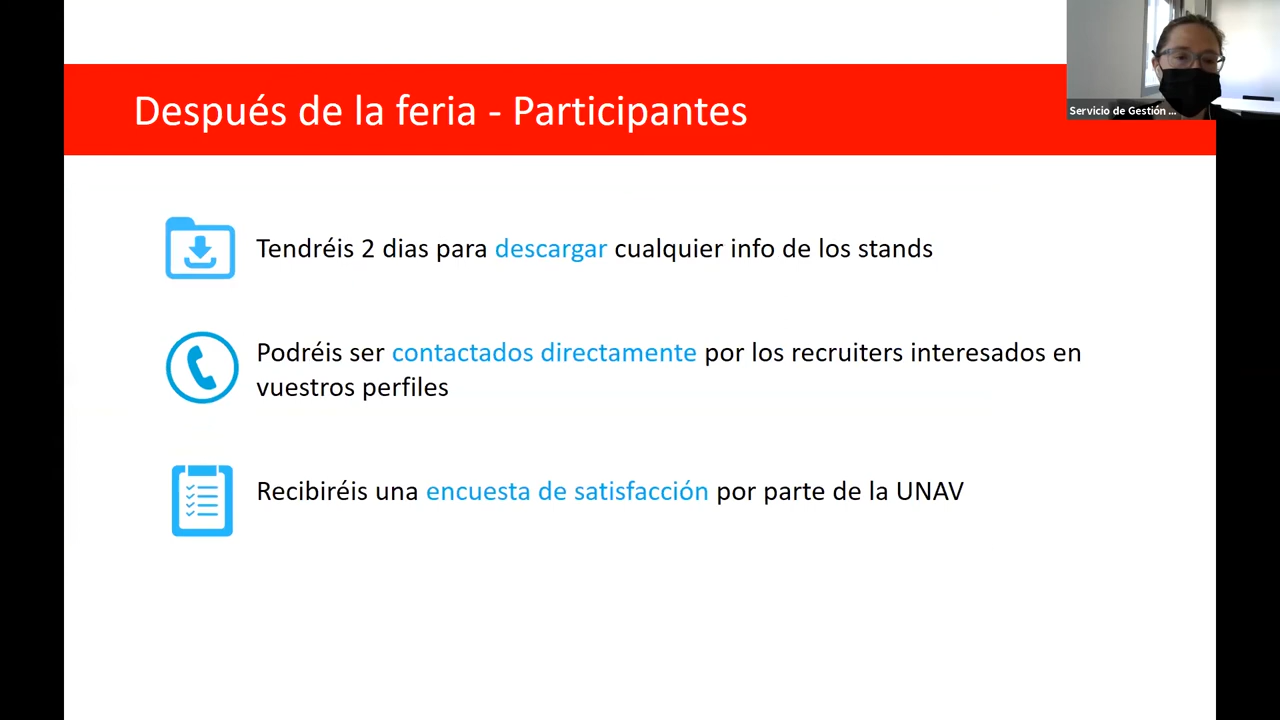 Después de la feria - Participantes
Servicio de Gestión ...
Tendréis 2 dias para descargar cualquier info de los stands
Podréis ser contactados directamente por los recruiters interesados en
vuestros perfiles
Recibiréis una encuesta de satisfacción por parte de la UNAV